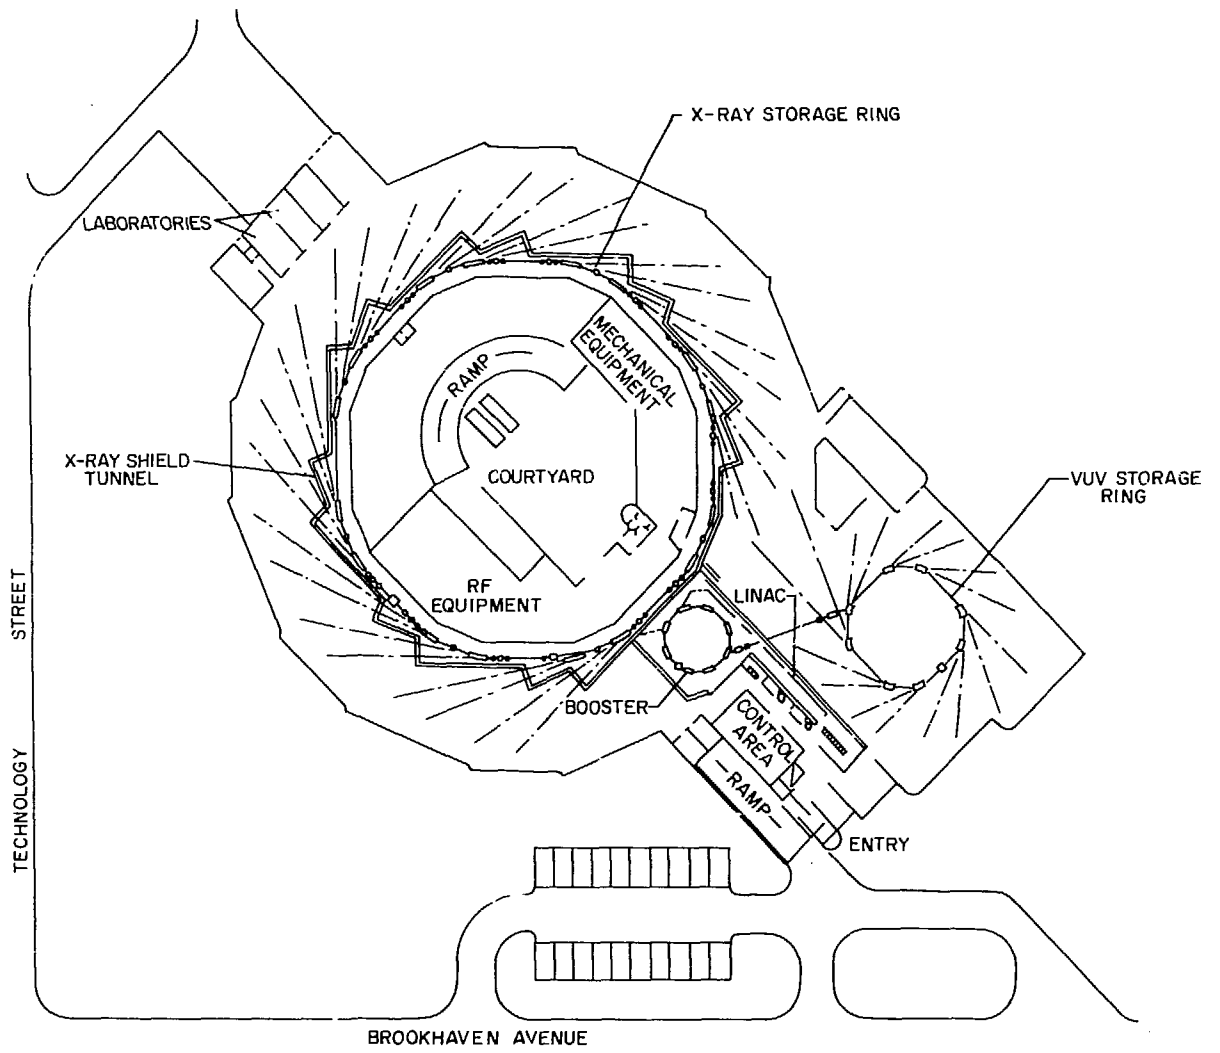 X-RAY STORAGE RING
LABORATORIES
MECHANICAL
EQUIPMENT
RAMP
X-RAY SHIELD
TUNNEL
COURTYARD
VUV STORAGE
RING
RF
EQUIPMENT
LINAC
BOOSTER
CONTROL
AREA
RAMP
ENTRY
TECHNOLOGY STREET
BROOKHAVEN AVENUE